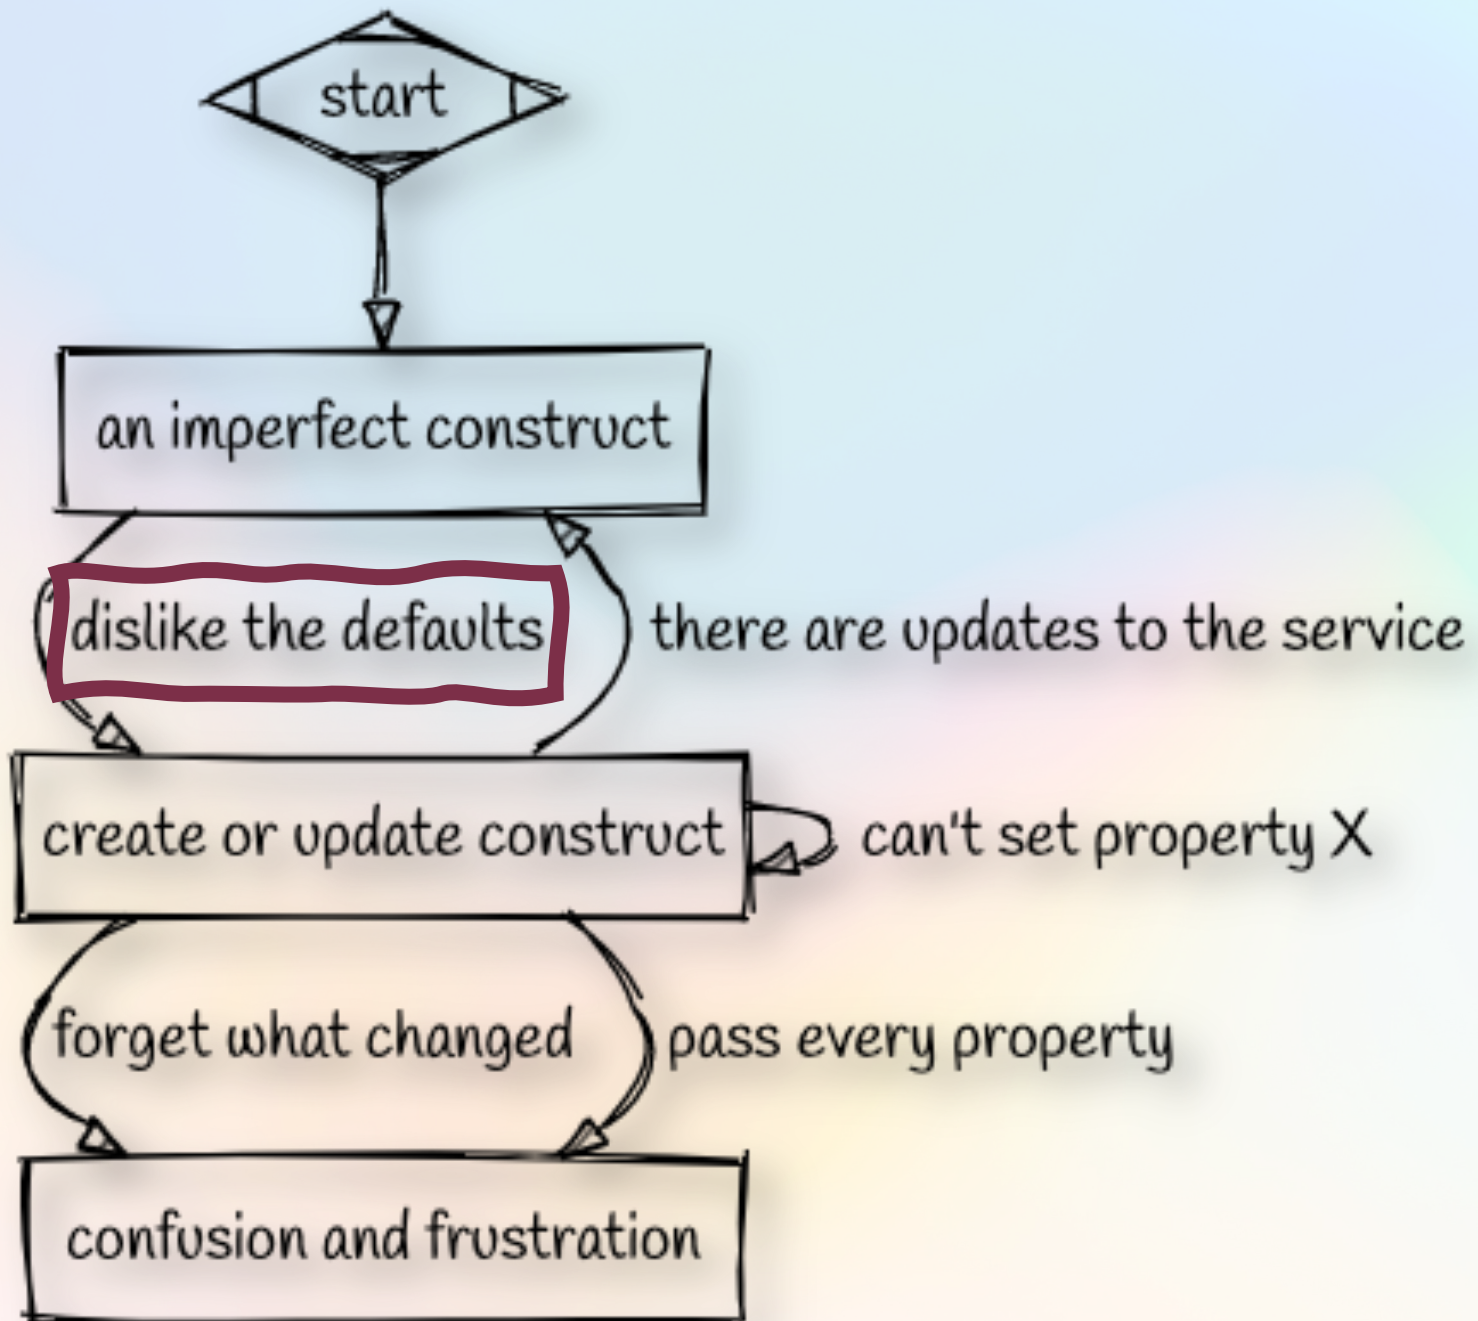 start
an imperfect construct
dislike the defaults
there are updates to the service
create or update construct
can't set property X
forget what changed
pass every property
confusion and frustration